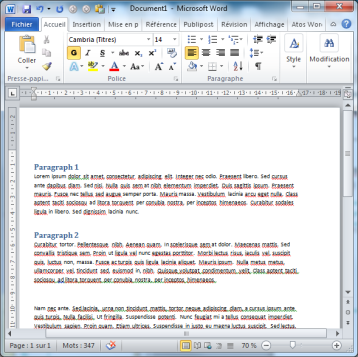 Document1 - Microsoft Word
Fichier Accueil Insertion Mise en p Référence Publipost Révision Affichage Atos Wor
Coller
Cambria (Titres) 14
G I S abc
Style Modification
Presse-papi... Police Paragraphe
Paragraph 1
Lorem ipsum dolor sit amet, consectetur adipiscing elit. Integer nec odio. Praesent libero. Sed cursus
ante dapibus diam. Sed nisi. Nulla quis sem at nibh elementum imperdiet. Duis sagittis ipsum. Praesent
mauris. Fusce nec tellus sed augue semper porta. Mauris massa. Vestibulum lacinia arcu eget nulla. Class
aptent taciti sociosqu ad litora torquent per conubia nostra, per inceptos himenaeos. Curabitur sodales
ligula in libero. Sed dignissim lacinia nunc.
Paragraph 2
Curabitur tortor. Pellentesque nibh. Aenean quam. In scelerisque sem at dolor. Maecenas mattis. Sed
convallis tristique sem. Proin ut ligula vel nunc egestas porttitor. Morbi lectus risus, iaculis vel, suscipit
quis, luctus non, massa. Fusce ac turpis quis ligula lacinia aliquet. Mauris ipsum. Nulla metus metus,
ullamcorper vel, tincidunt sed, euismod in, nibh. Quisque volutpat condimentum velit. Class aptent taciti
sociosqu ad litora torquent per conubia nostra, per inceptos himenaeos.
Nam nec ante. Sed lacinia, urna non tincidunt mattis, tortor neque adipiscing diam, a cursus ipsum ante
quis turpis. Nulla facilisi. Ut fringilla. Suspendisse potenti. Nunc feugiat mi a tellus consequat imperdiet.
Vestibulum sapien. Proin quam. Etiam ultrices. Suspendisse in justo eu magna luctus suscipit. Sed lectus.
Page : 1 sur 1 Mots : 347 70 %